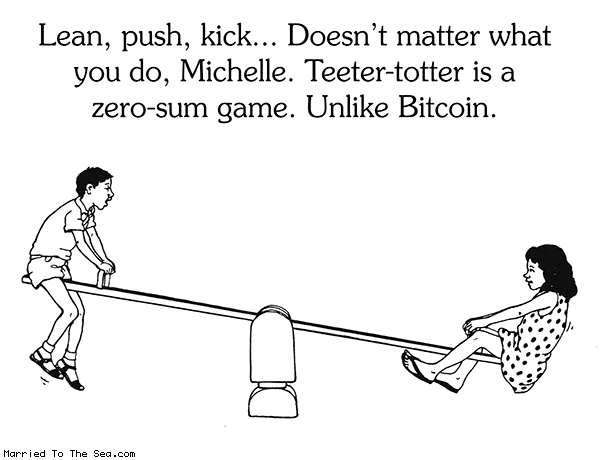 Lean, push, kick... Doesn't matter what
you do, Michelle. Teeter-totter is a
zero-sum game. Unlike Bitcoin.
Married To The Sea.com